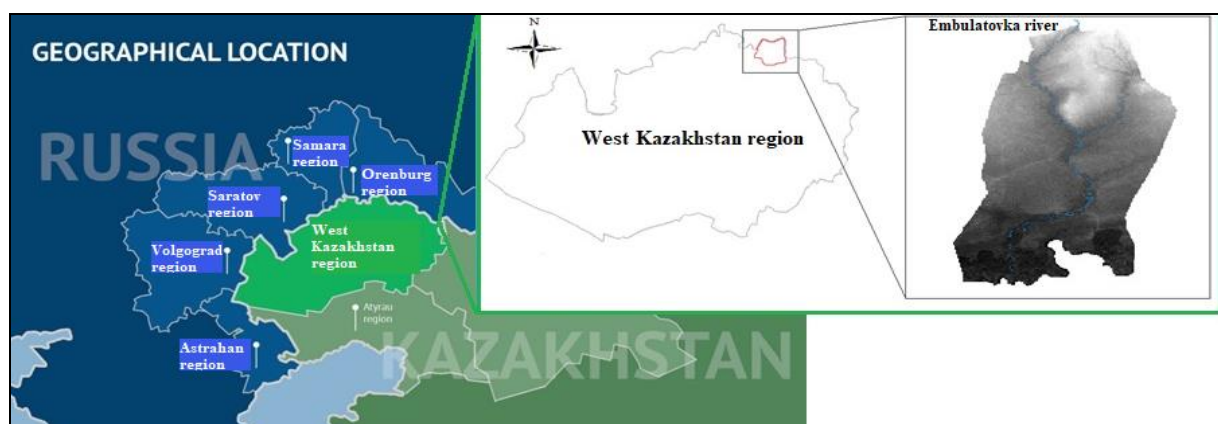 GEOGRAPHICAL LOCATION
RUSSIA
Samara
region
Orenburg
region
Saratov
region
West
Kazakhstan
region
Volgograd
region
Atyrau
region
Astrahan
region
KAZAKHSTAN
N
West Kazakhstan region
Embulatovka river